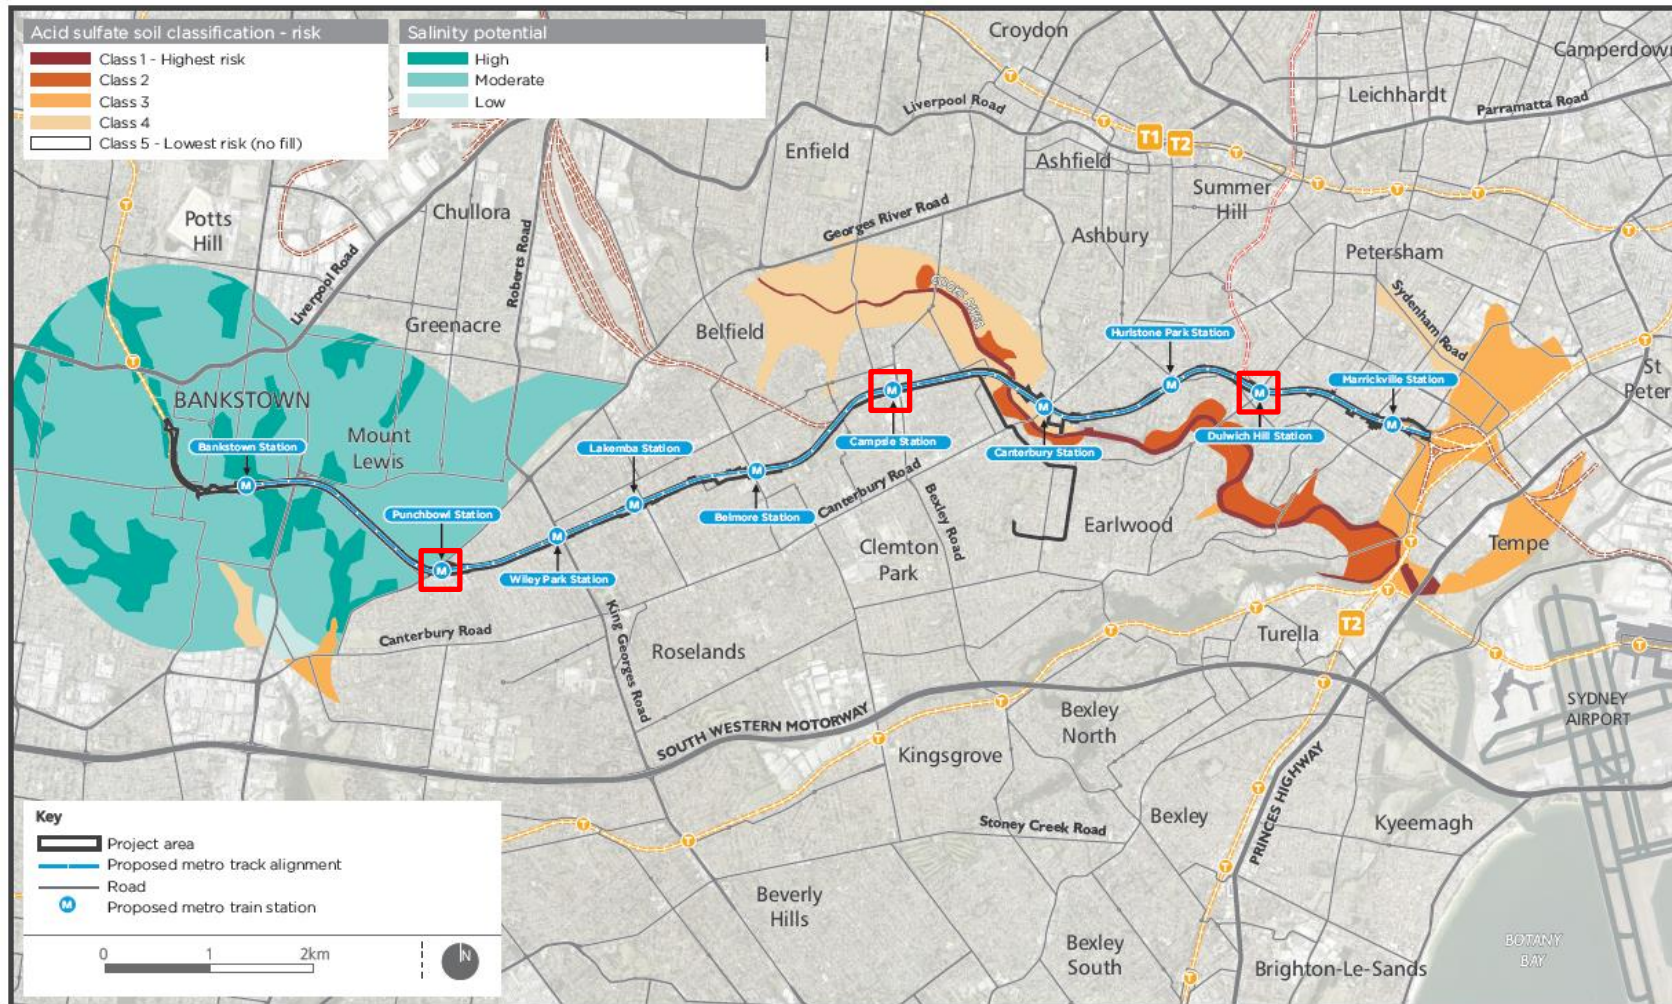 Acid sulfate soil classification - risk
Class 1 - Highest risk
Class 2
Class 3
Class 4
Class 5 - Lowest risk (no fill)
Salinity potential
High
Moderate
Low
Croydon
Camperdown
Leichhardt
Parramatta Road
Liverpool Road
T1
T2
Enfield
Ashfield
Summer
Hill
Potts
Hill
Chullora
Georges River Road
Ashbury
Petersham
Liverpool Road
Roberts Road
Greenacre
Belfield
COOKS RIVER
Sydenham Road
Hurlstone Park Station
St
Peter
Marrickville Station
BANKSTOWN
Bankstown Station
Mount
Lewis
Lakemba Station
Campsie Station
Canterbury Station
Dulwich Hill Station
Punchbowl Station
Belmore Station
Canterbury Road
Bexley Road
Earlwood
Clemton
Park
Tempe
Wiley Park Station
King Georges Road
Canterbury Road
Roselands
T2
Turella
SYDNEY
AIRPORT
SOUTH WESTERN MOTORWAY
Bexley
North
Kingsgrove
PRINCES HIGHWAY
Stoney Creek Road
Bexley
Kyeemagh
Beverly
Hills
Bexley
South
Brighton-Le-Sands
BOTANY
BAY
Key
Project area
Proposed metro track alignment
Road
M Proposed metro train station
0 1 2km
N